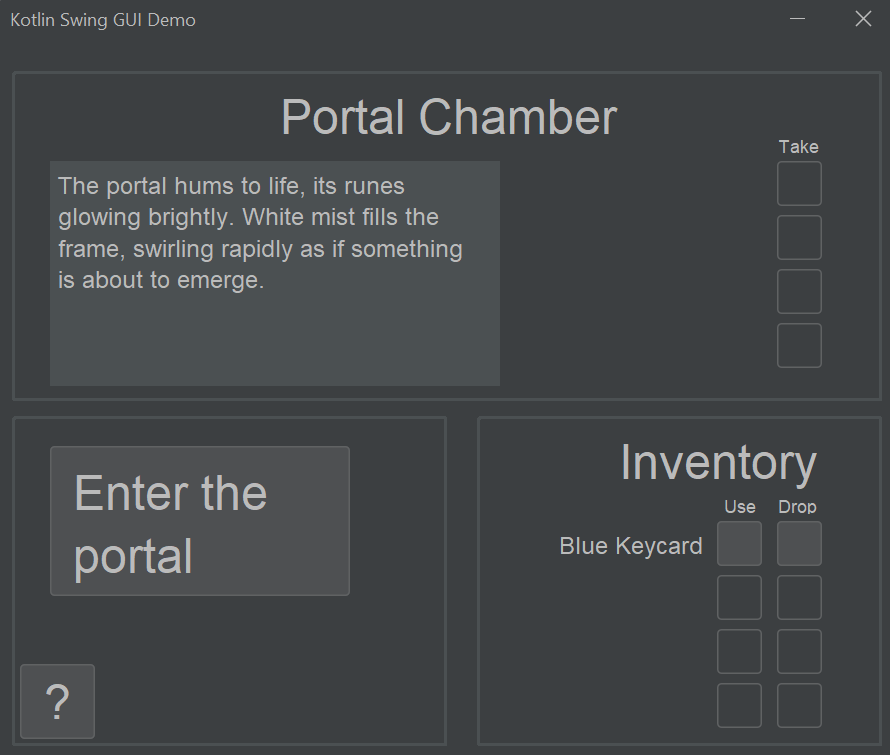 Kotlin Swing GUI Demo
Portal Chamber
Take
The portal hums to life, its runes
glowing brightly. White mist fills the
frame, swirling rapidly as if something
is about to emerge.
Enter the
portal
?
Inventory
Use Drop
Blue Keycard